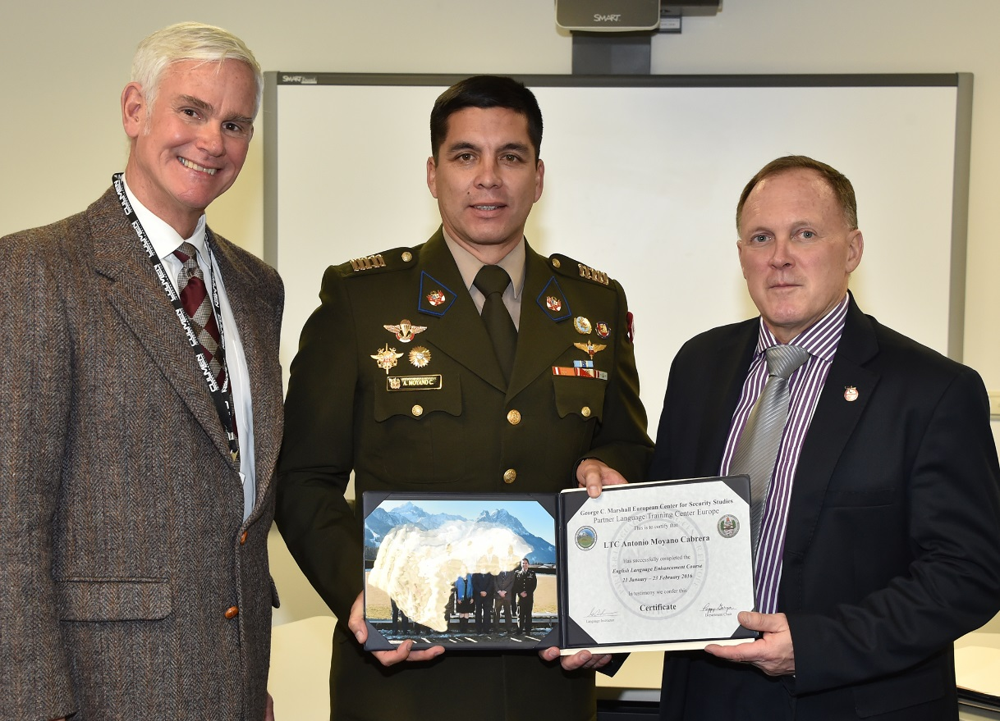 SMART
SMART Board
CULMEN
A. MOYANO C.
George C. Marshall European Center for Security Studies
Partner Language Training Center Europe
This is to certify that
LTC Antonio Moyano Cabrera
Has successfully completed the
English Language Enhancement Course
21 January – 23 February 2016
In testimony we confer this
Certificate
Language Instructor
Department Chair